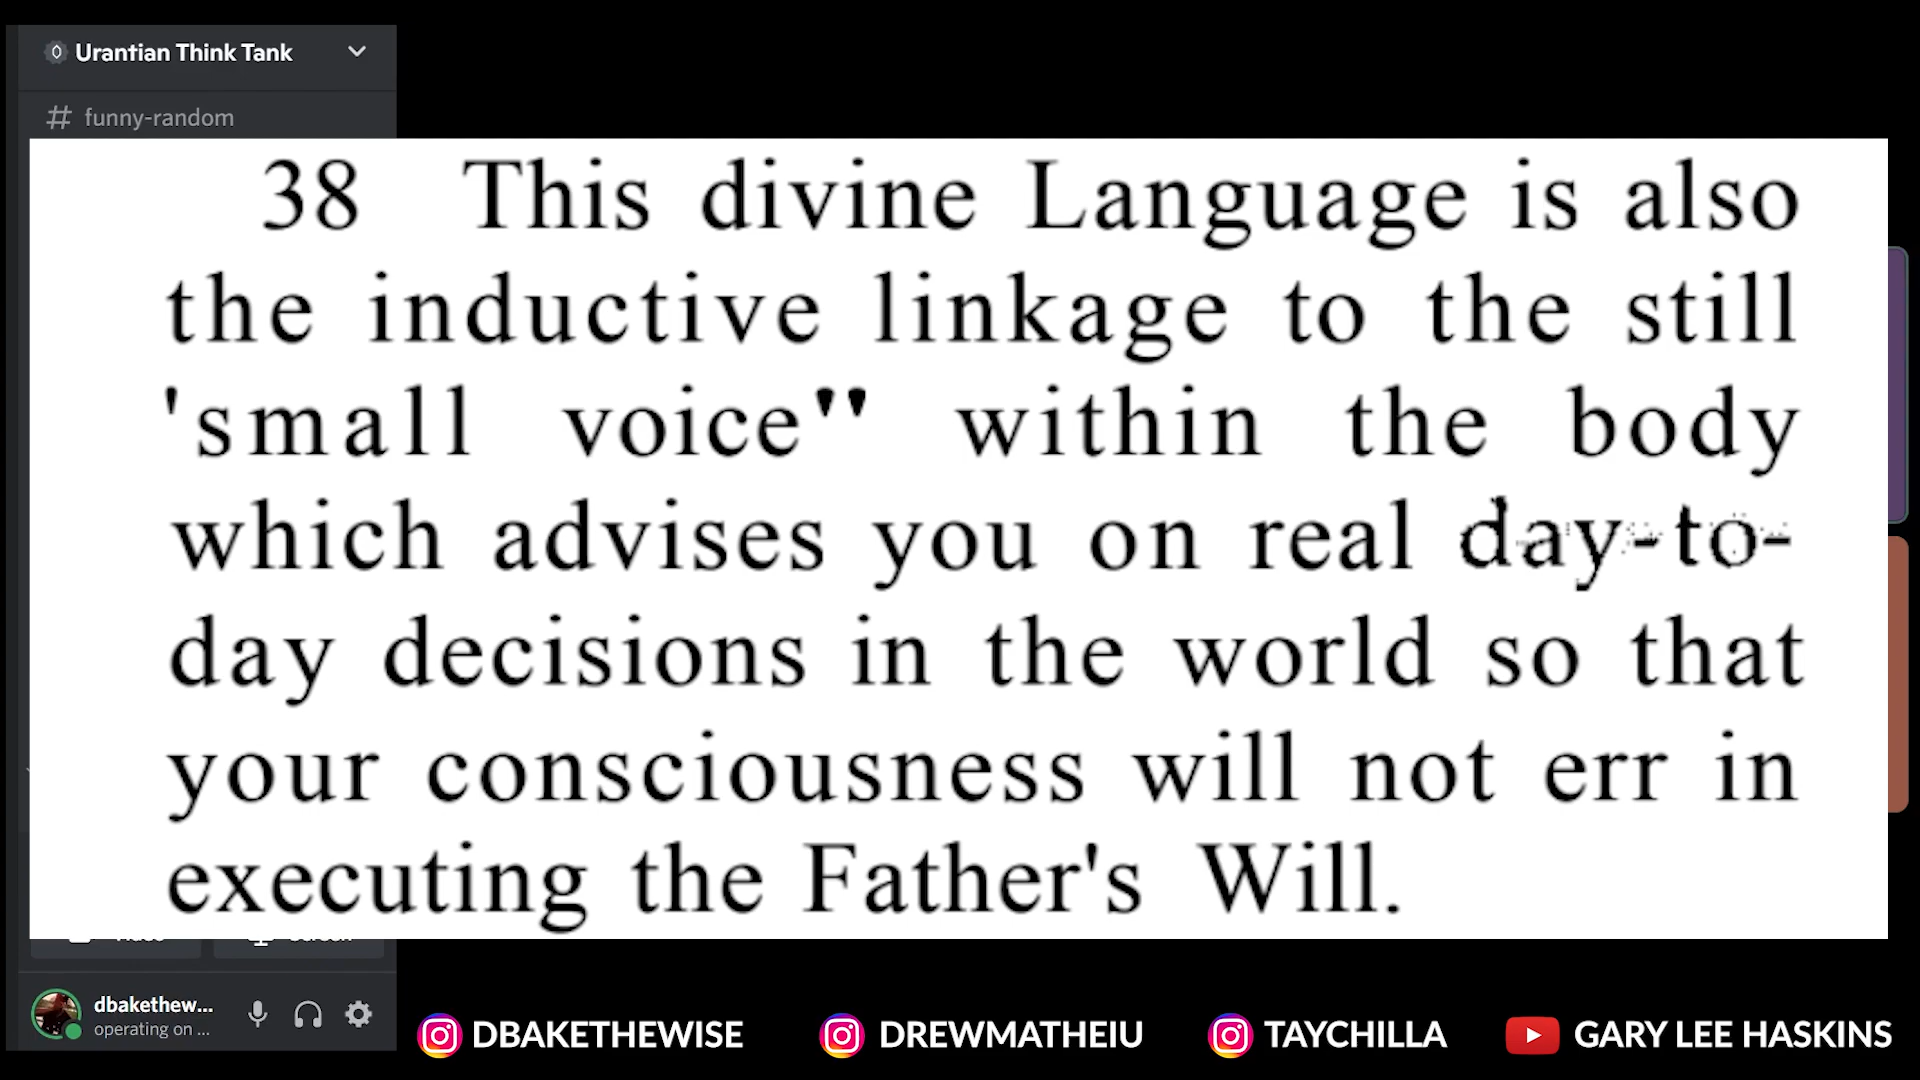 Urantian Think Tank
# funny-random
38 This divine Language is also
the inductive linkage to the still
'small voice'' within the body
which advises you on real day-to-
day decisions in the world so that
your consciousness will not err in
executing the Father's Will.
dbakethew...
operating on ...
DBAKETHEWISE
DREWMATHEIU
TAYCHILLA
GARY LEE HASKINS